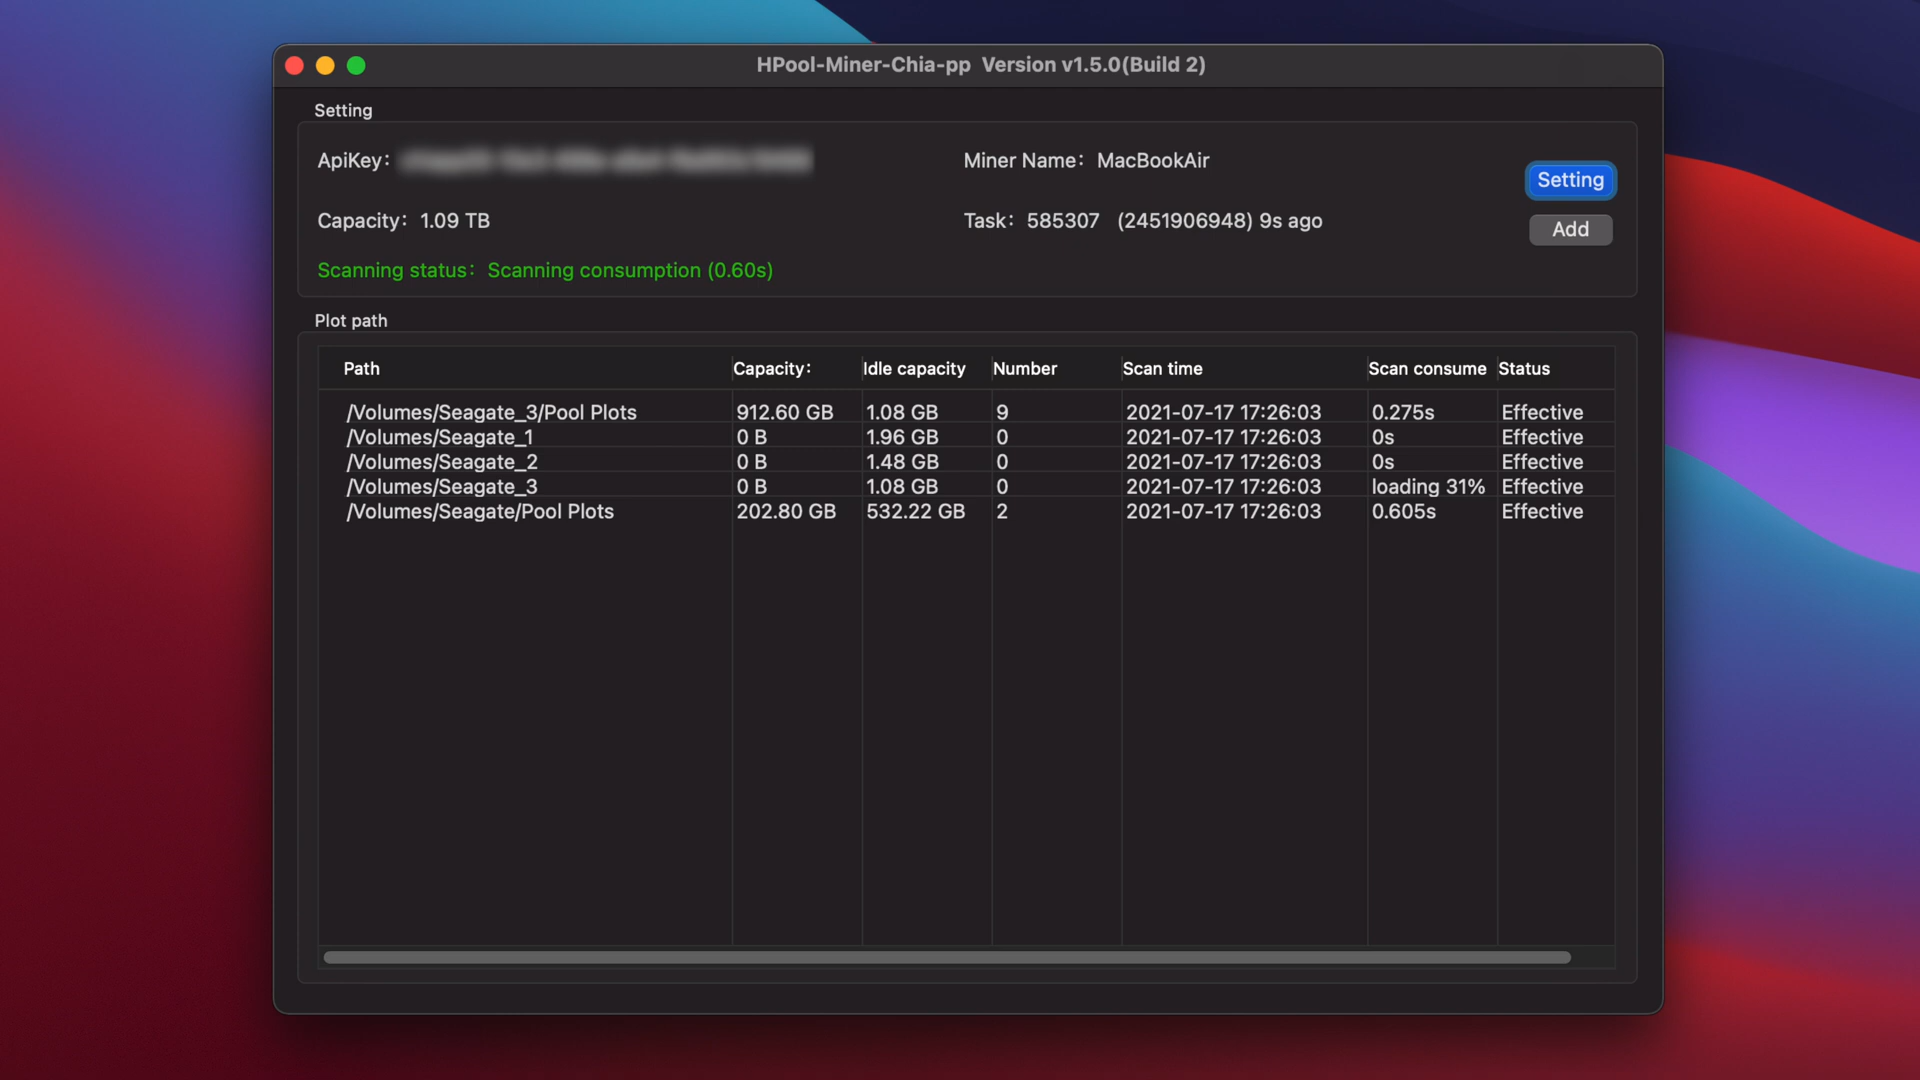 HPool-Miner-Chia-pp Version v1.5.0(Build 2)
Setting
ApiKey:
Miner Name: MacBookAir
Setting
Capacity: 1.09 TB
Task: 585307 (2451906948) 9s ago
Add
Scanning status: Scanning consumption (0.60s)
Plot path
Path Capacity: Idle capacity Number Scan time Scan consume Status
/Volumes/Seagate_3/Pool Plots 912.60 GB 1.08 GB 9 2021-07-17 17:26:03 0.275s Effective
/Volumes/Seagate_1 0 B 1.96 GB 0 2021-07-17 17:26:03 0s Effective
/Volumes/Seagate_2 0 B 1.48 GB 0 2021-07-17 17:26:03 0s Effective
/Volumes/Seagate_3 0 B 1.08 GB 0 2021-07-17 17:26:03 loading 31% Effective
/Volumes/Seagate/Pool Plots 202.80 GB 532.22 GB 2 2021-07-17 17:26:03 0.605s Effective